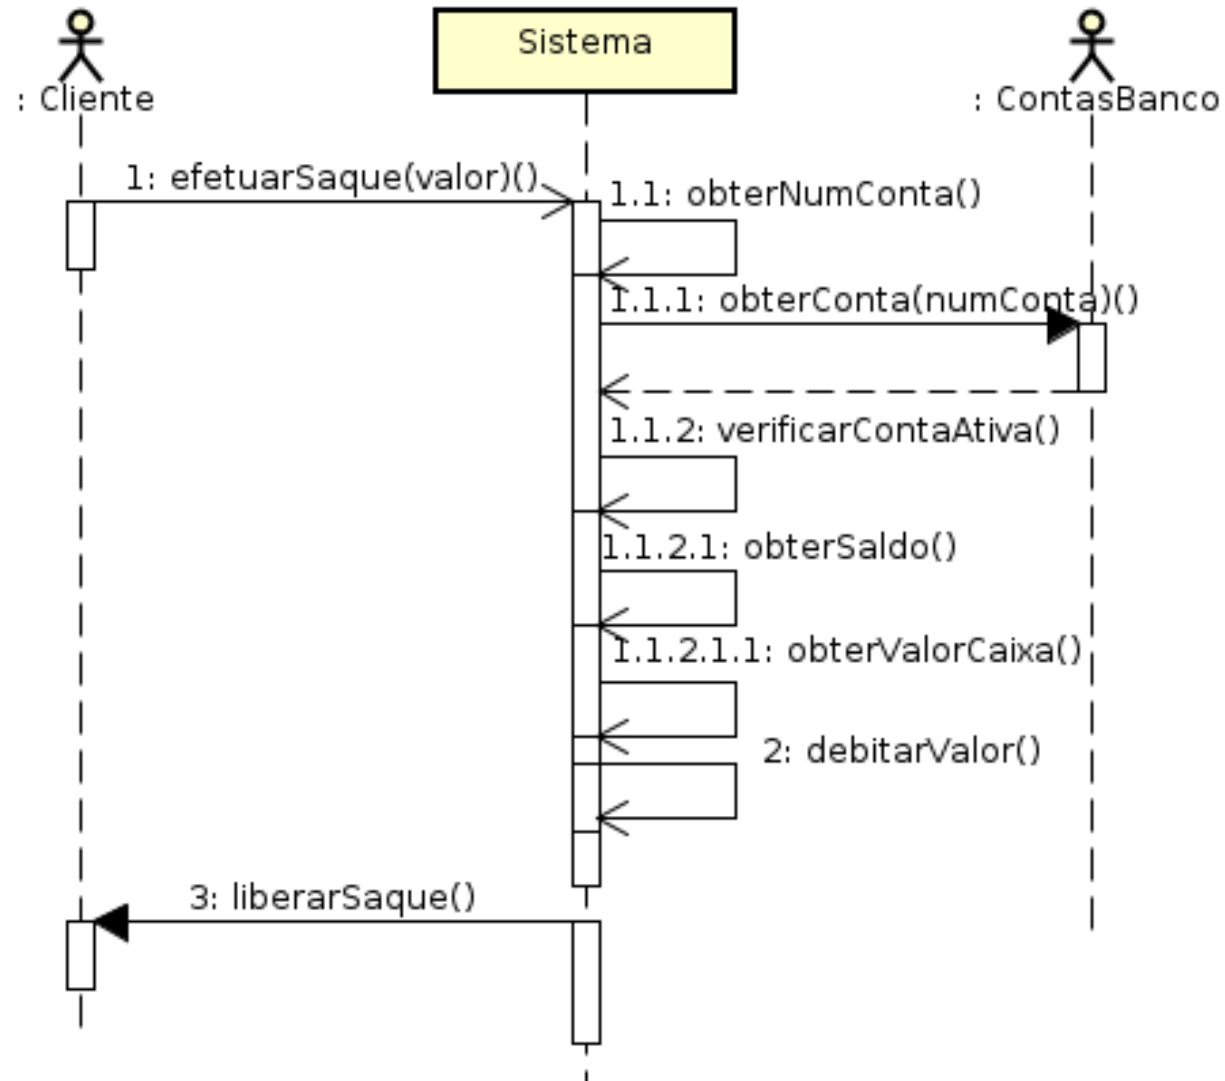 Sistema
: Cliente
: ContasBanco
1: efetuarSaque(valor)()
1.1: obterNumConta()
1.1.1: obterConta(numConta)()
1.1.2: verificarContaAtiva()
1.1.2.1: obterSaldo()
1.1.2.1.1: obterValorCaixa()
2: debitarValor()
3: liberarSaque()